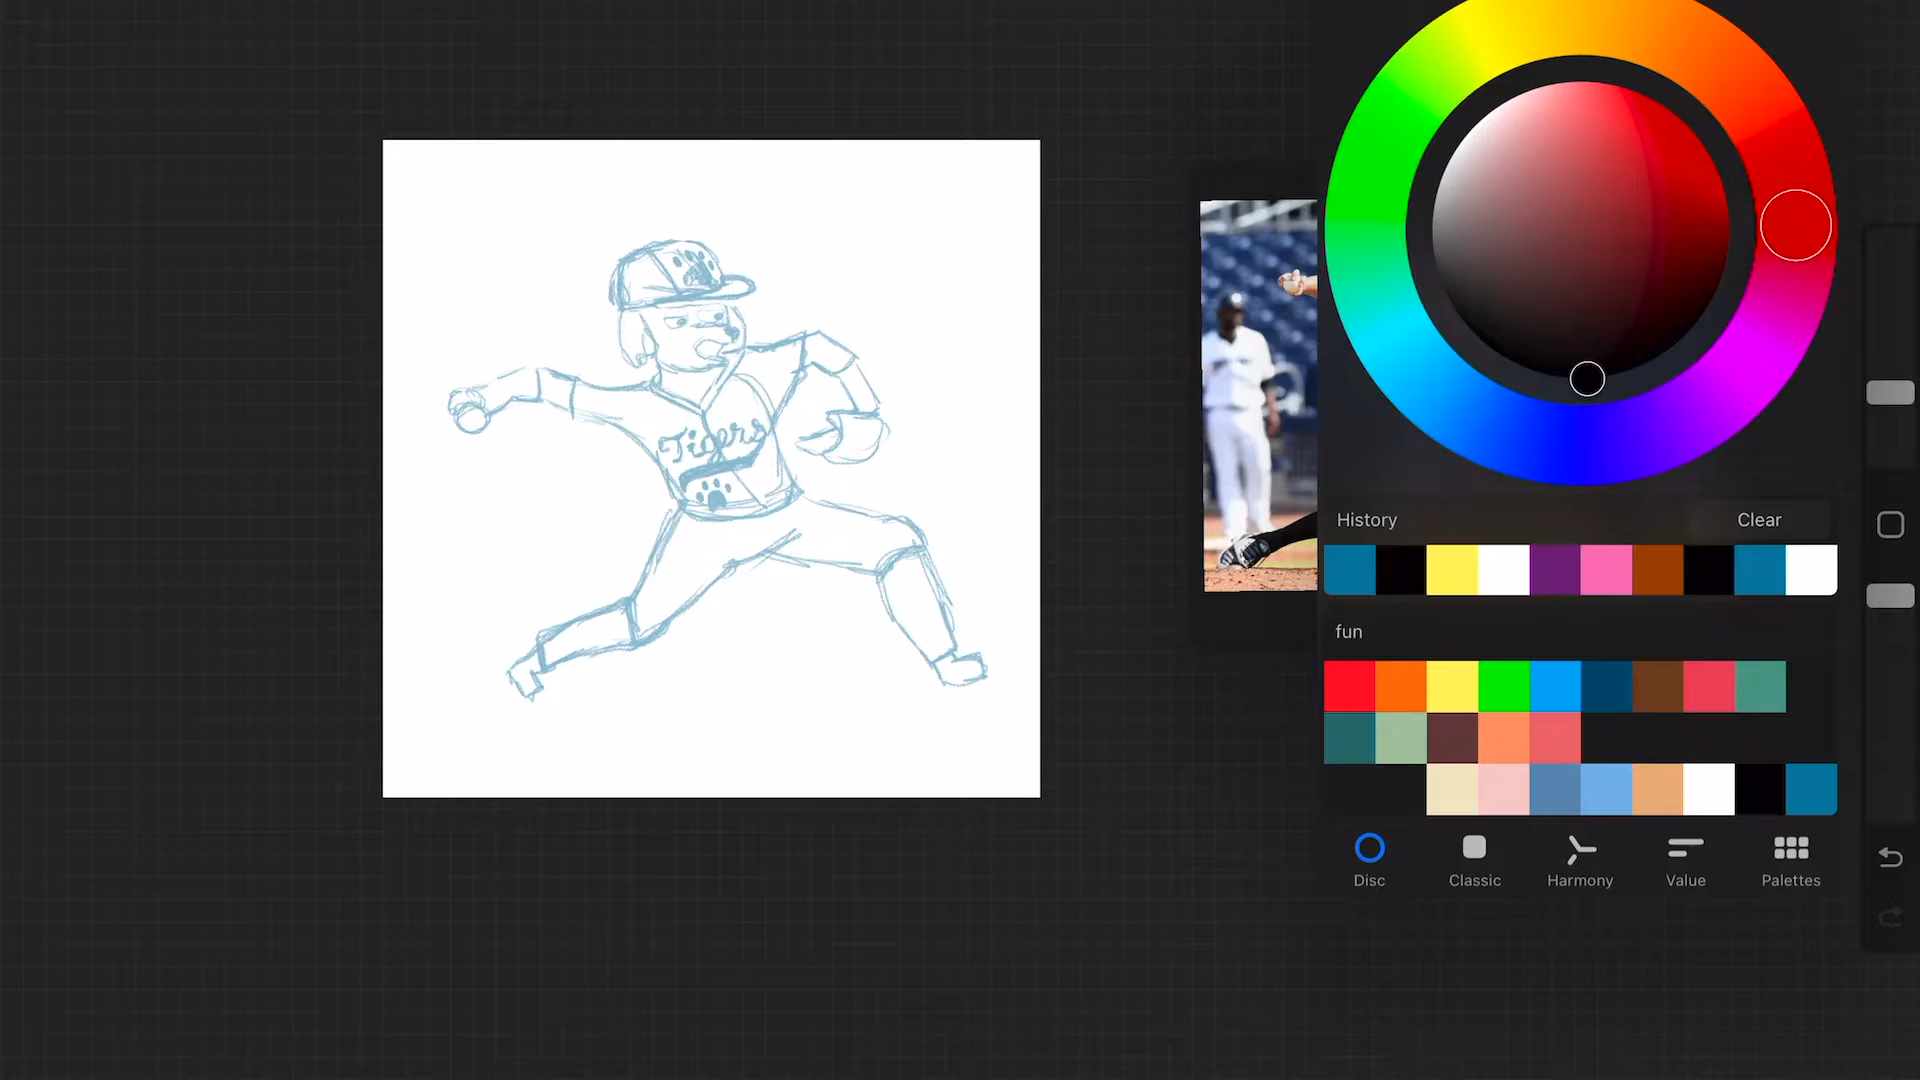 Tigers
History
Clear
fun
Disc
Classic
Harmony
Value
Palettes